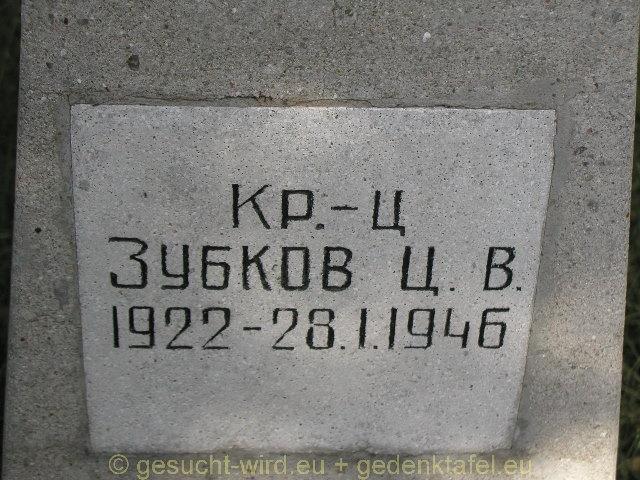 Кр.-ц
Зубков Ц. В.
1922-28.1.1946
© gesucht-wird.eu + gedenktafel.eu